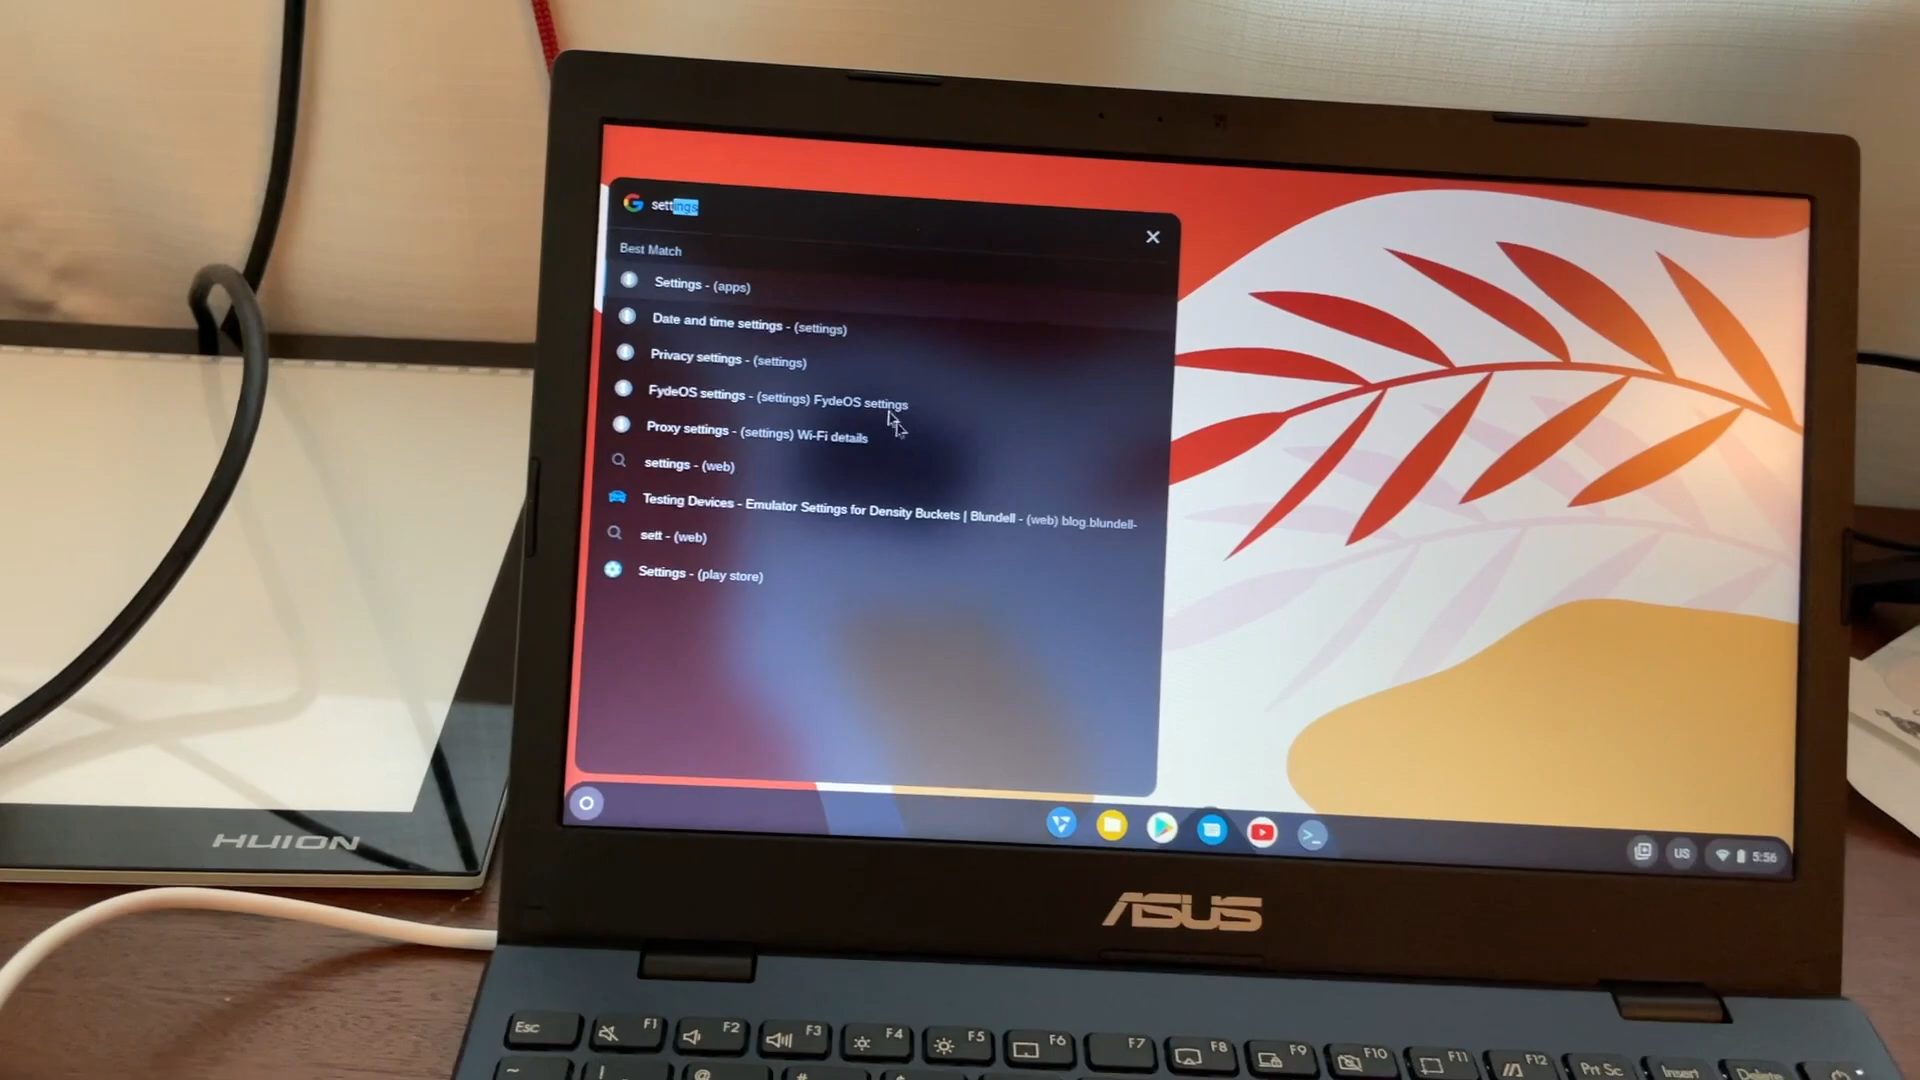 settings
Best Match
Settings - (apps)
Date and time settings - (settings)
Privacy settings - (settings)
FydeOS settings - (settings) FydeOS settings
Proxy settings - (settings) Wi-Fi details
settings - (web)
Testing Devices - Emulator Settings for Density Buckets | Blundell - (web) blog.blundell-
sett - (web)
Settings - (play store)
US
5:56
HUION
ASUS
Esc F1 F2 F3 F4 F5 F6 F7 F8 F9 F10 F11 F12 Prt Sc Insert Delete
~ ! @ #